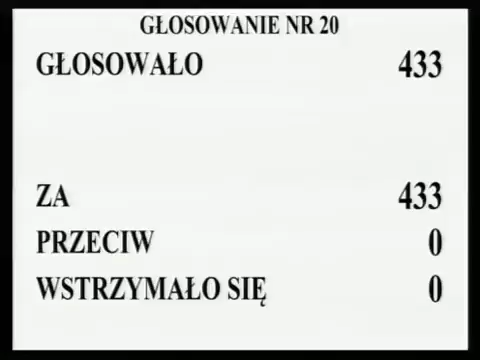 GŁOSOWANIE NR 20
GŁOSOWAŁO 433
ZA 433
PRZECIW 0
WSTRZYMAŁO SIĘ 0